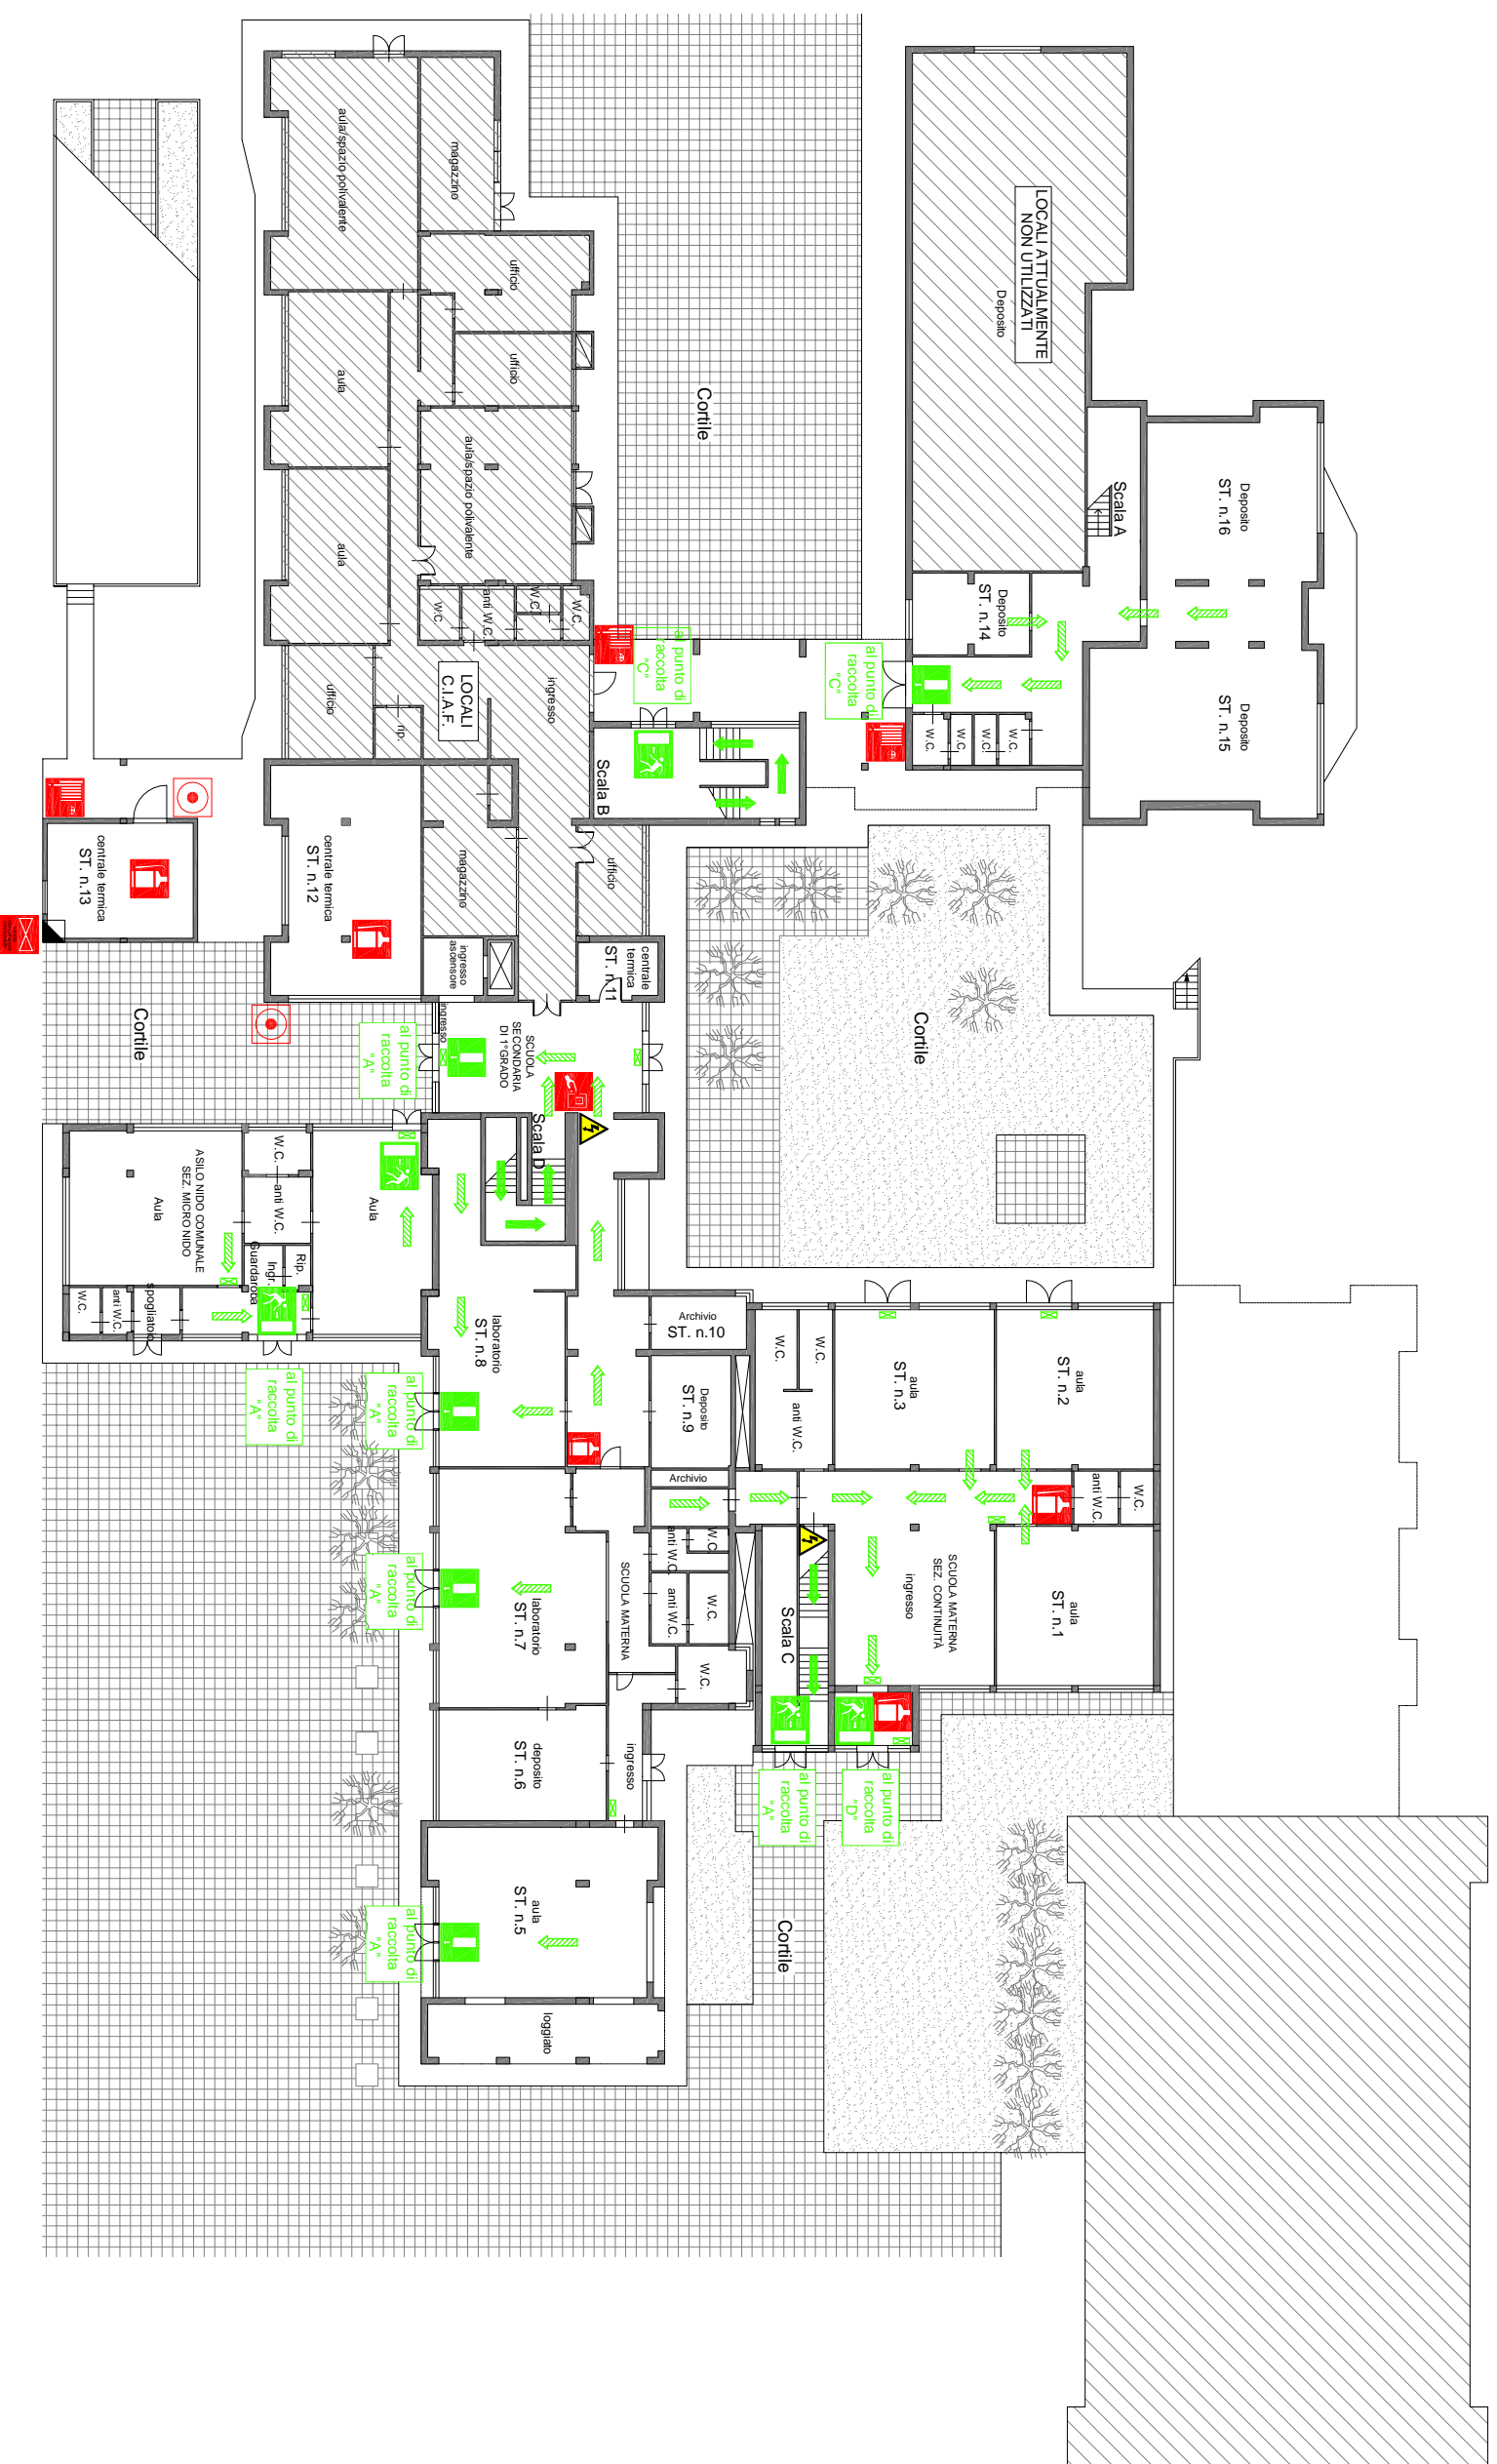 LOCALI ATTUALMENTE
NON UTILIZZATI
Deposito
Scala A
Deposito
ST. n.16
Deposito
ST. n.15
Deposito
ST. n.14
W.C.
W.C.
W.C.
W.C.
al punto di
raccolta
"C"
Cortile
al punto di
raccolta
"C"
Scala B
aula/spazio polivalente
magazzino
ufficio
ufficio
aula
aula/spazio polivalente
aula
W.C.
anti W.C.
W.C.
W.C.
ufficio
rip.
LOCALI
C.I.A.F.
ingresso
magazzino
ufficio
centrale termica
ST. n.12
centrale termica
ST. n.13
ingresso
ascensore
centrale
termica
ST. n.11
Cortile
Cortile
al punto di
raccolta
"A"
ingresso
SCUOLA
SECONDARIA
DI 1°GRADO
Scala D
ASILO NIDO COMUNALE
SEZ. MICRO NIDO
Aula
W.C.
anti W.C.
Aula
Guardaroba
Ingr.
Rip.
W.C.
anti W.C.
spogliatoio
al punto di
raccolta
"A"
laboratorio
ST. n.8
al punto di
raccolta
"A"
Archivio
ST. n.10
Deposito
ST. n.9
Archivio
W.C.
W.C.
anti W.C.
aula
ST. n.3
aula
ST. n.2
anti W.C.
W.C.
aula
ST. n.1
SCUOLA MATERNA
SEZ. CONTINUITÀ
ingresso
Scala C
al punto di
raccolta
"A"
al punto di
raccolta
"D"
anti W.C.
W.C.
anti W.C.
W.C.
W.C.
SCUOLA MATERNA
laboratorio
ST. n.7
al punto di
raccolta
"A"
deposito
ST. n.6
ingresso
aula
ST. n.5
al punto di
raccolta
"A"
loggiato
Cortile